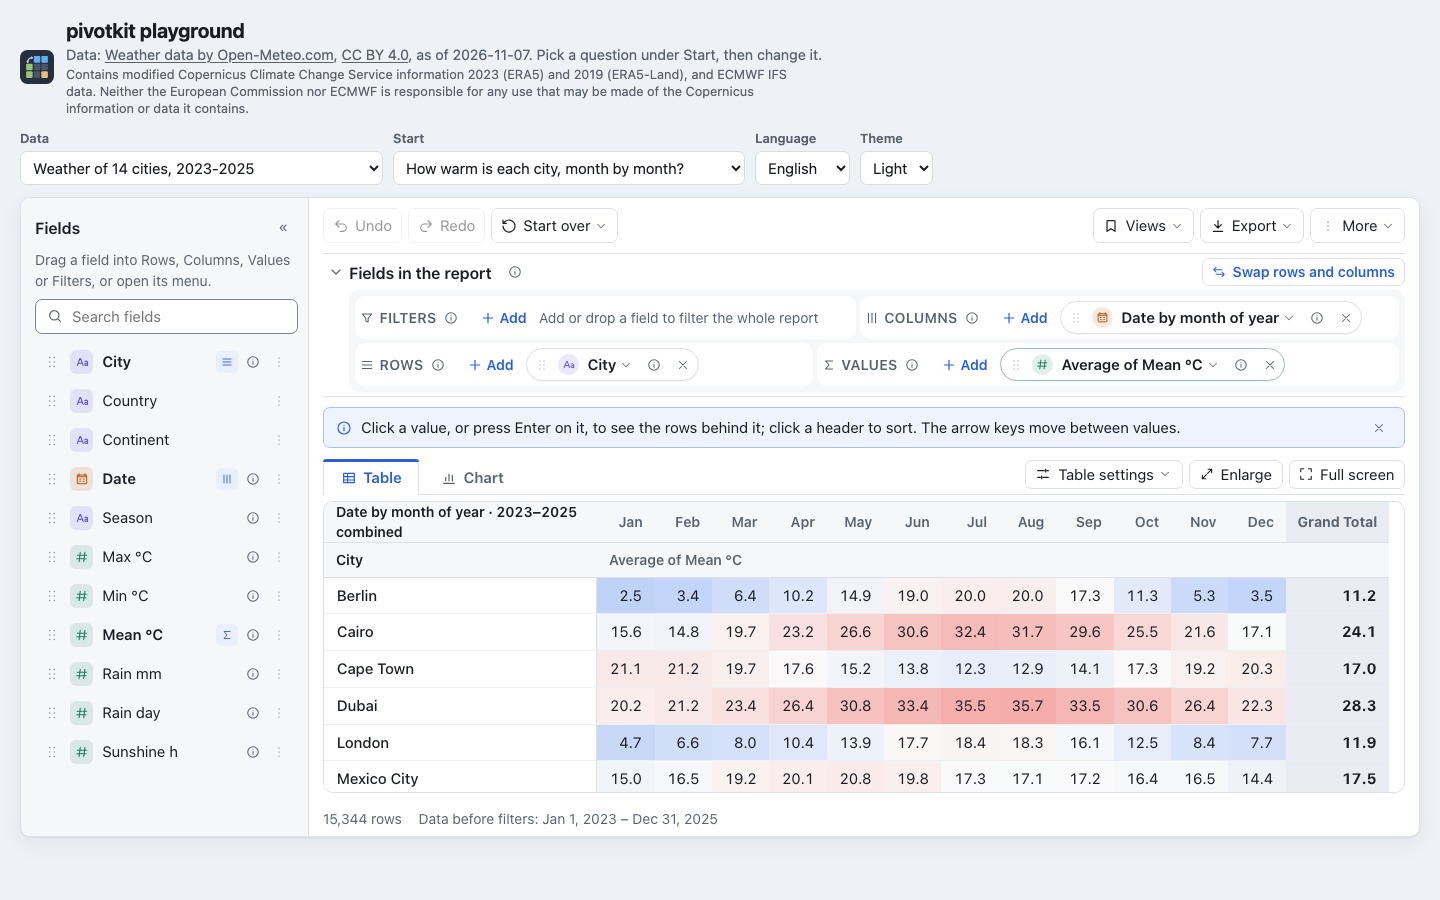 pivotkit playground
Data: Weather data by Open-Meteo.com, CC BY 4.0, as of 2026-11-07. Pick a question under Start, then change it.
Contains modified Copernicus Climate Change Service information 2023 (ERA5) and 2019 (ERA5-Land), and ECMWF IFS
data. Neither the European Commission nor ECMWF is responsible for any use that may be made of the Copernicus
information or data it contains.
Data Start Language Theme
Weather of 14 cities, 2023-2025 How warm is each city, month by month? English Light
Fields «
Drag a field into Rows, Columns, Values
or Filters, or open its menu.
Search fields
Aa City
Aa Country
Aa Continent
Date
Aa Season
# Max °C
# Min °C
# Mean °C Σ
# Rain mm
# Rain day
# Sunshine h
Undo Redo Start over Views Export More
Fields in the report Swap rows and columns
FILTERS + Add Add or drop a field to filter the whole report COLUMNS + Add Date by month of year
ROWS + Add Aa City Σ VALUES + Add # Average of Mean °C
Click a value, or press Enter on it, to see the rows behind it; click a header to sort. The arrow keys move between values.
Table Chart Table settings Enlarge Full screen
Date by month of year · 2023–2025
combined
Jan Feb Mar Apr May Jun Jul Aug Sep Oct Nov Dec Grand Total
City Average of Mean °C
Berlin 2.5 3.4 6.4 10.2 14.9 19.0 20.0 20.0 17.3 11.3 5.3 3.5 11.2
Cairo 15.6 14.8 19.7 23.2 26.6 30.6 32.4 31.7 29.6 25.5 21.6 17.1 24.1
Cape Town 21.1 21.2 19.7 17.6 15.2 13.8 12.3 12.9 14.1 17.3 19.2 20.3 17.0
Dubai 20.2 21.2 23.4 26.4 30.8 33.4 35.5 35.7 33.5 30.6 26.4 22.3 28.3
London 4.7 6.6 8.0 10.4 13.9 17.7 18.4 18.3 16.1 12.5 8.4 7.7 11.9
Mexico City 15.0 16.5 19.2 20.1 20.8 19.8 17.3 17.1 17.2 16.4 16.5 14.4 17.5
15,344 rows Data before filters: Jan 1, 2023 – Dec 31, 2025